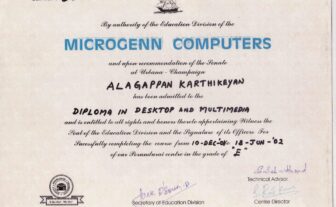 By authority of the Education Division of the
MICROGENN COMPUTERS
and upon recommendation of the Senate
at Urbana - Champaign
ALAGAPPAN KARTHIKEYAN
has been admitted to the
DIPLOMA IN DESKTOP AND MULTIMEDIA
and is entitled to all rights and honors thereto appertaining Witness the
Seal of the Education Division and the Signature of its Officers For
Sucessfully completing the course from 10-DEC-01 18-JUN-'02
our Perundurai centre in the grade of "E"
Secretary of Education Division
Technical Advisor
Centre Director